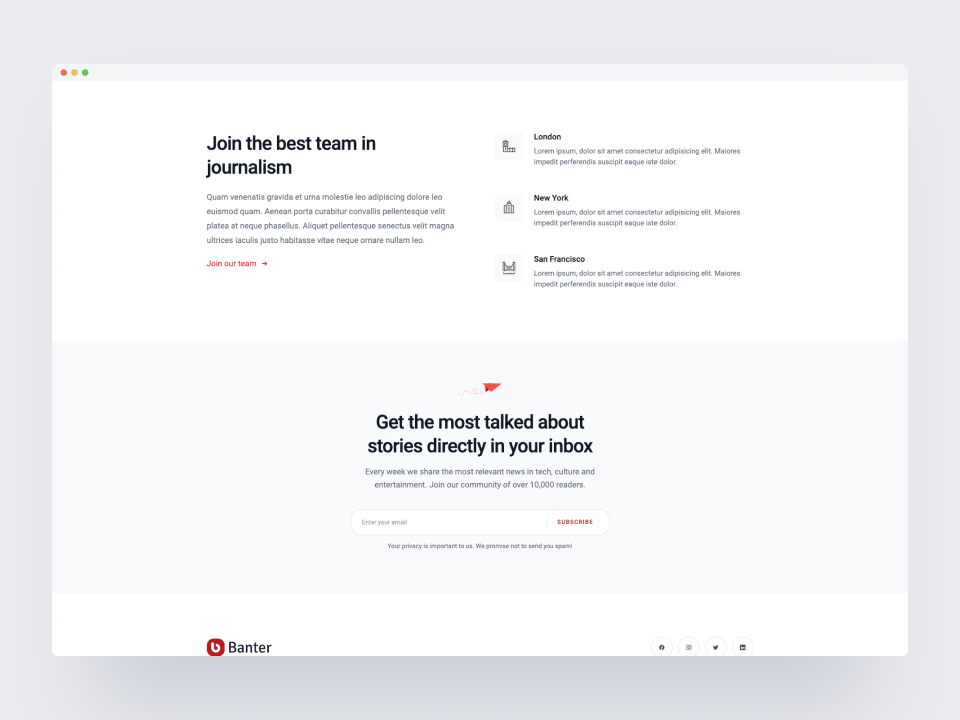 Join the best team in
journalism
Quam venenatis gravida et urna molestie leo adipiscing dolore leo
euismod quam. Aenean porta curabitur convallis pellentesque velit
platea at neque phasellus. Aliquet pellentesque senectus velit magna
ultrices iaculis justo habitasse vitae neque ornare nullam leo.
Join our team →
London
Lorem ipsum, dolor sit amet consectetur adipisicing elit. Maiores
impedit perferendis suscipit eaque iste dolor.
New York
Lorem ipsum, dolor sit amet consectetur adipisicing elit. Maiores
impedit perferendis suscipit eaque iste dolor.
San Francisco
Lorem ipsum, dolor sit amet consectetur adipisicing elit. Maiores
impedit perferendis suscipit eaque iste dolor.
Get the most talked about
stories directly in your inbox
Every week we share the most relevant news in tech, culture and
entertainment. Join our community of over 10,000 readers.
Enter your email
SUBSCRIBE
Your privacy is important to us. We promise not to send you spam!
Banter